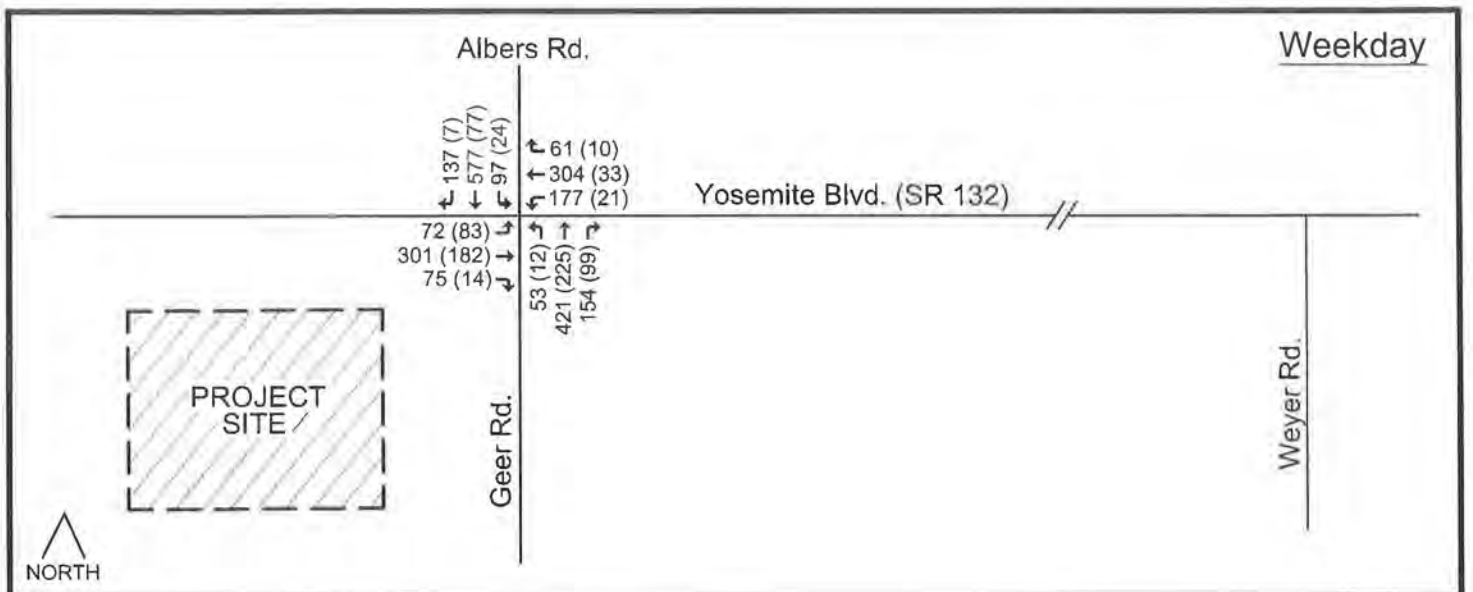 Weekday
Albers Rd.
137 (7)
577 (77)
97 (24)
61 (10)
304 (33)
177 (21)
Yosemite Blvd. (SR 132)
72 (83)
301 (182)
75 (14)
53 (12)
421 (225)
154 (99)
PROJECT
SITE
Geer Rd.
Weyer Rd.
NORTH